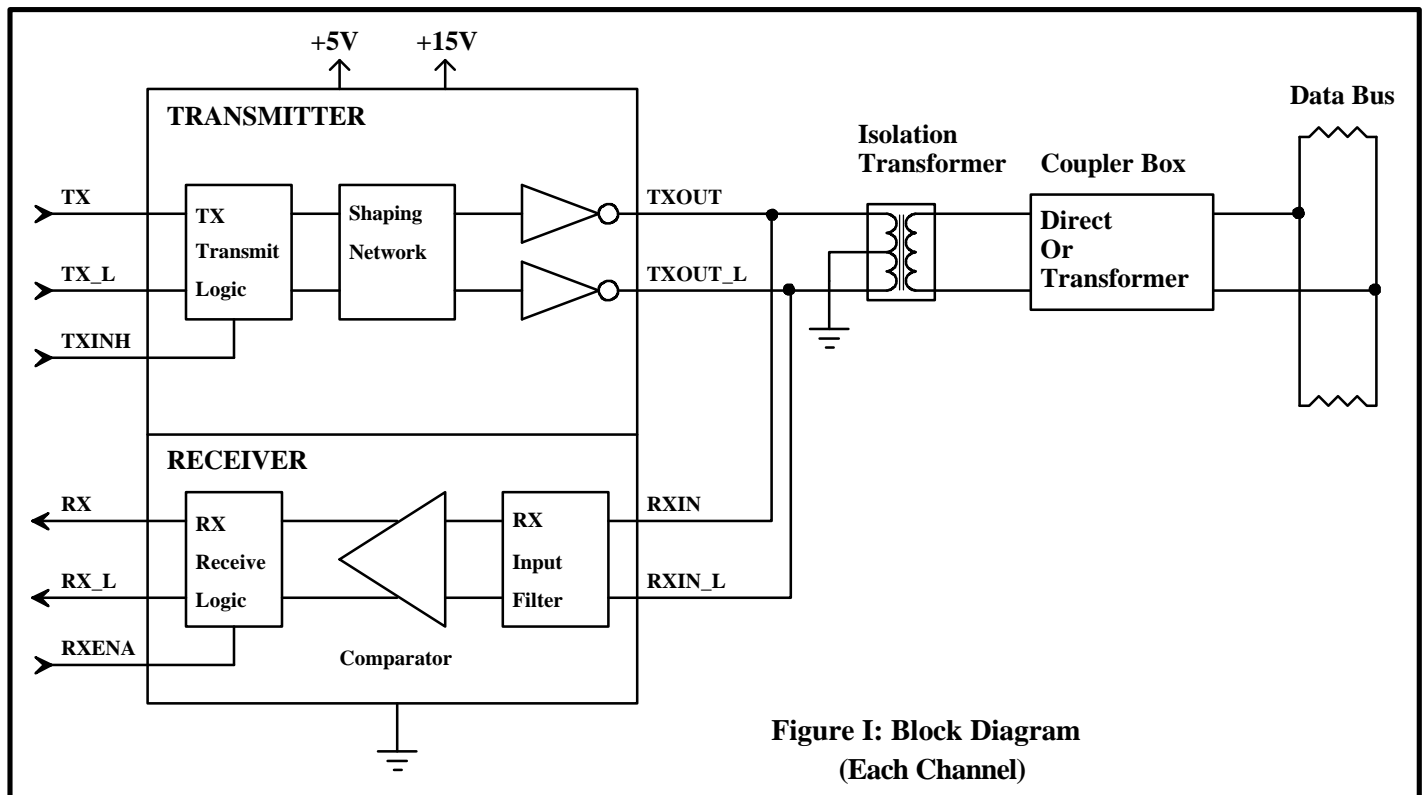 +5V
+15V
TRANSMITTER
Data Bus
Isolation
Transformer
Coupler Box
TX
TX_L
TXINH
TX
Transmit
Logic
Shaping
Network
TXOUT
TXOUT_L
Direct
Or
Transformer
RECEIVER
RX
RX_L
RXENA
RX
Receive
Logic
Comparator
RX
Input
Filter
RXIN
RXIN_L
Figure I: Block Diagram
(Each Channel)